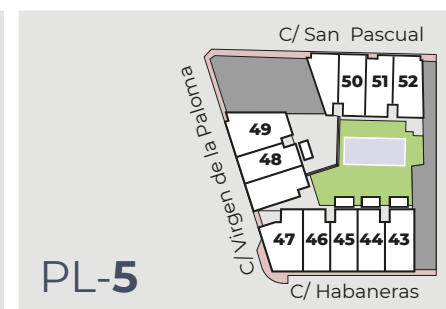 C/ San Pascual
50 51 52
C/Virgen de la Paloma
49
48
47 46 45 44 43
PL-5
C/ Habaneras